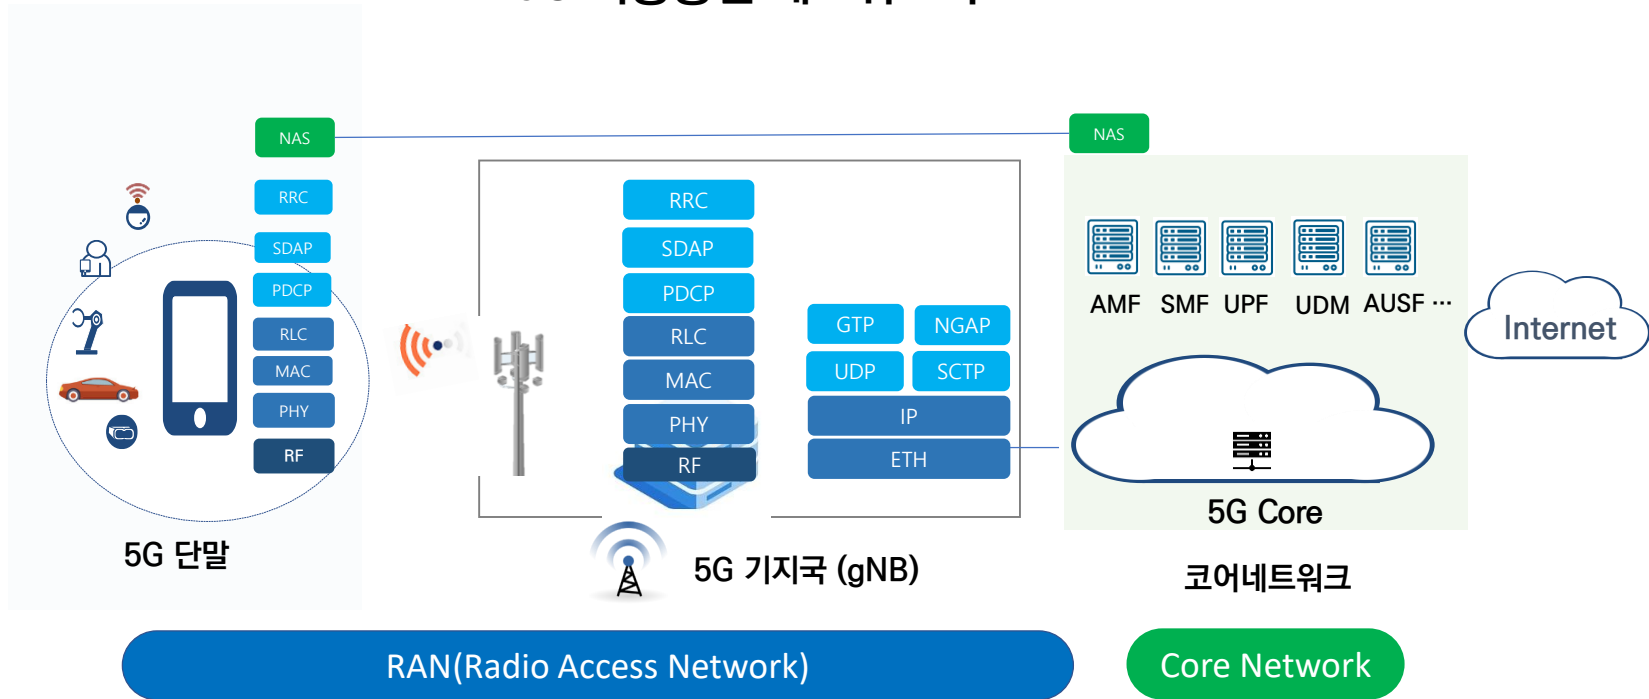 NAS
RRC
SDAP
PDCP
RLC
MAC
PHY
RF
5G 단말
RRC
SDAP
PDCP
RLC
MAC
PHY
RF
GTP NGAP
UDP SCTP
IP
ETH
5G 기지국 (gNB)
NAS
AMF SMF UPF UDM AUSF ···
5G Core
코어네트워크
Internet
RAN(Radio Access Network)
Core Network